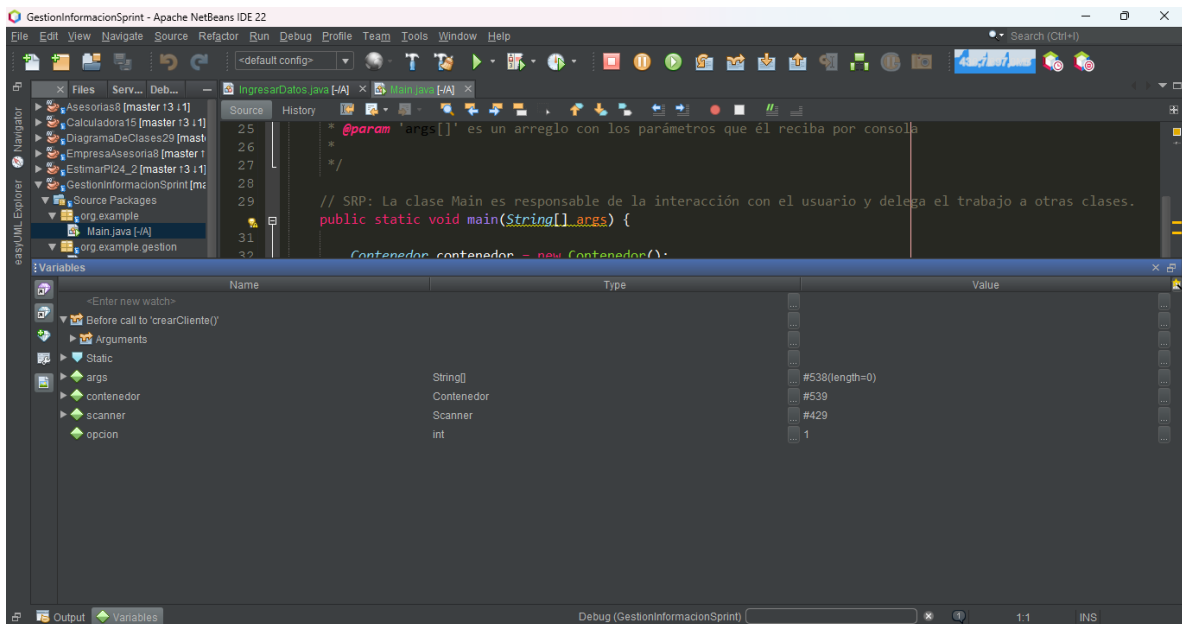 GestionInformacionSprint - Apache NetBeans IDE 22
File Edit View Navigate Source Refactor Run Debug Profile Team Tools Window Help
Search (Ctrl+I)
<default config>
Files Serv... Deb...
IngresarDatos.java [-/A] Main.java [-/A]
Navigator
easyUML Explorer
Asesorias8 [master ↑3 ↓1]
Calculadora15 [master ↑3 ↓1]
DiagramaDeClases29 [mast
EmpresaAsesoria8 [master ↑
EstimarPI24_2 [master ↑3 ↓1]
GestionInformacionSprint [ma
Source Packages
org.example
Main.java [-/A]
org.example.gestion
Source History
25 * @param 'args[]' es un arreglo con los parámetros que él reciba por consola
26 *
27 */
28
29 // SRP: La clase Main es responsable de la interacción con el usuario y delega el trabajo a otras clases.
public static void main(String[] args) {
31
32 Contenedor contenedor = new Contenedor();
Variables
Name Type Value
<Enter new watch>
Before call to 'crearCliente()'
Arguments
Static
args String[] #538(length=0)
contenedor Contenedor #539
scanner Scanner #429
opcion int 1
Output Variables
Debug (GestionInformacionSprint)
1
1:1 INS